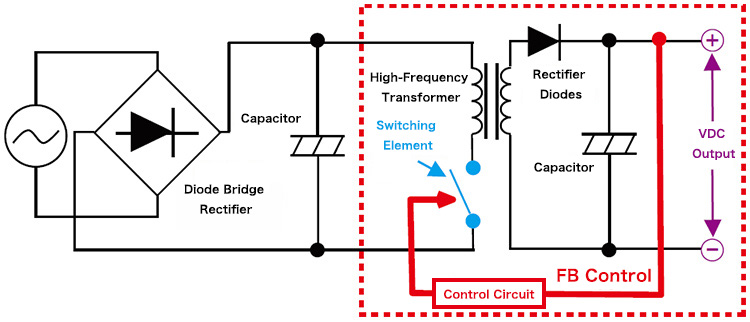 High-Frequency
Transformer
Rectifier
Diodes
Capacitor
Switching
Element
VDC
Output
Capacitor
Diode Bridge
Rectifier
FB Control
Control Circuit